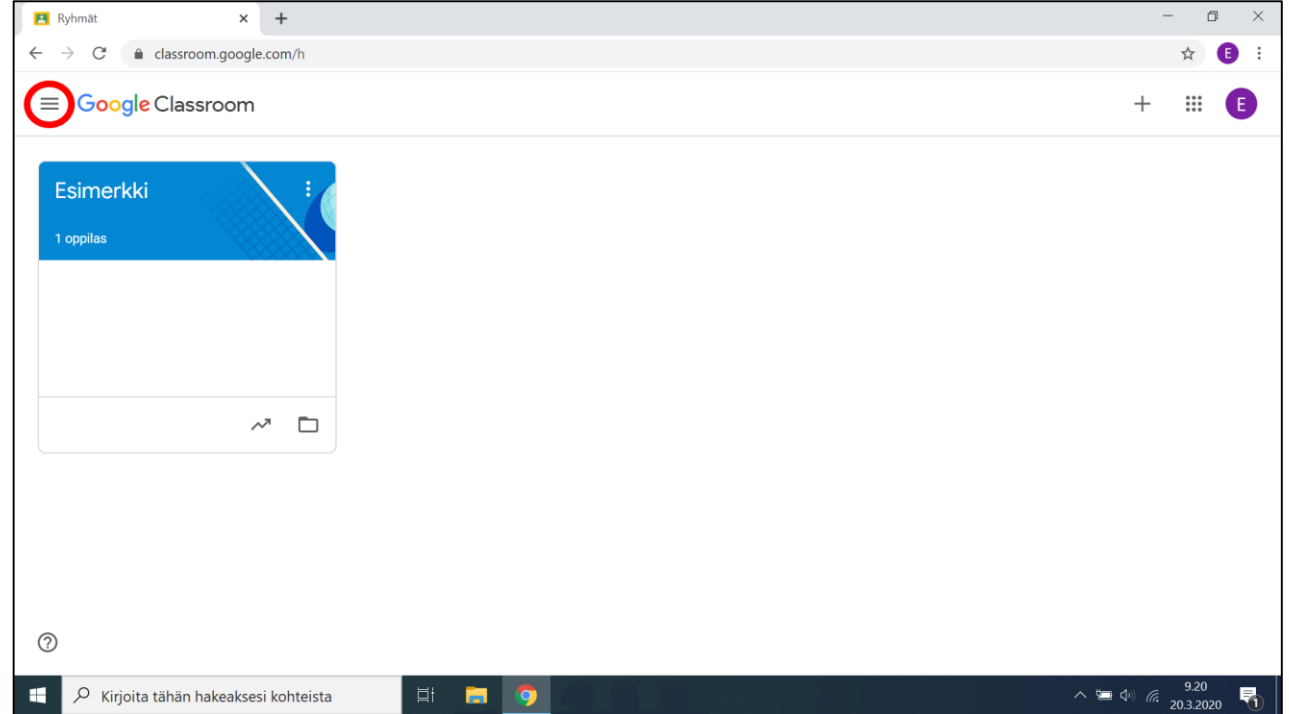 Ryhmät
classroom.google.com/h
E
Google Classroom
E
Esimerkki
1 oppilas
Kirjoita tähän hakeaksesi kohteista
9.20
20.3.2020
1